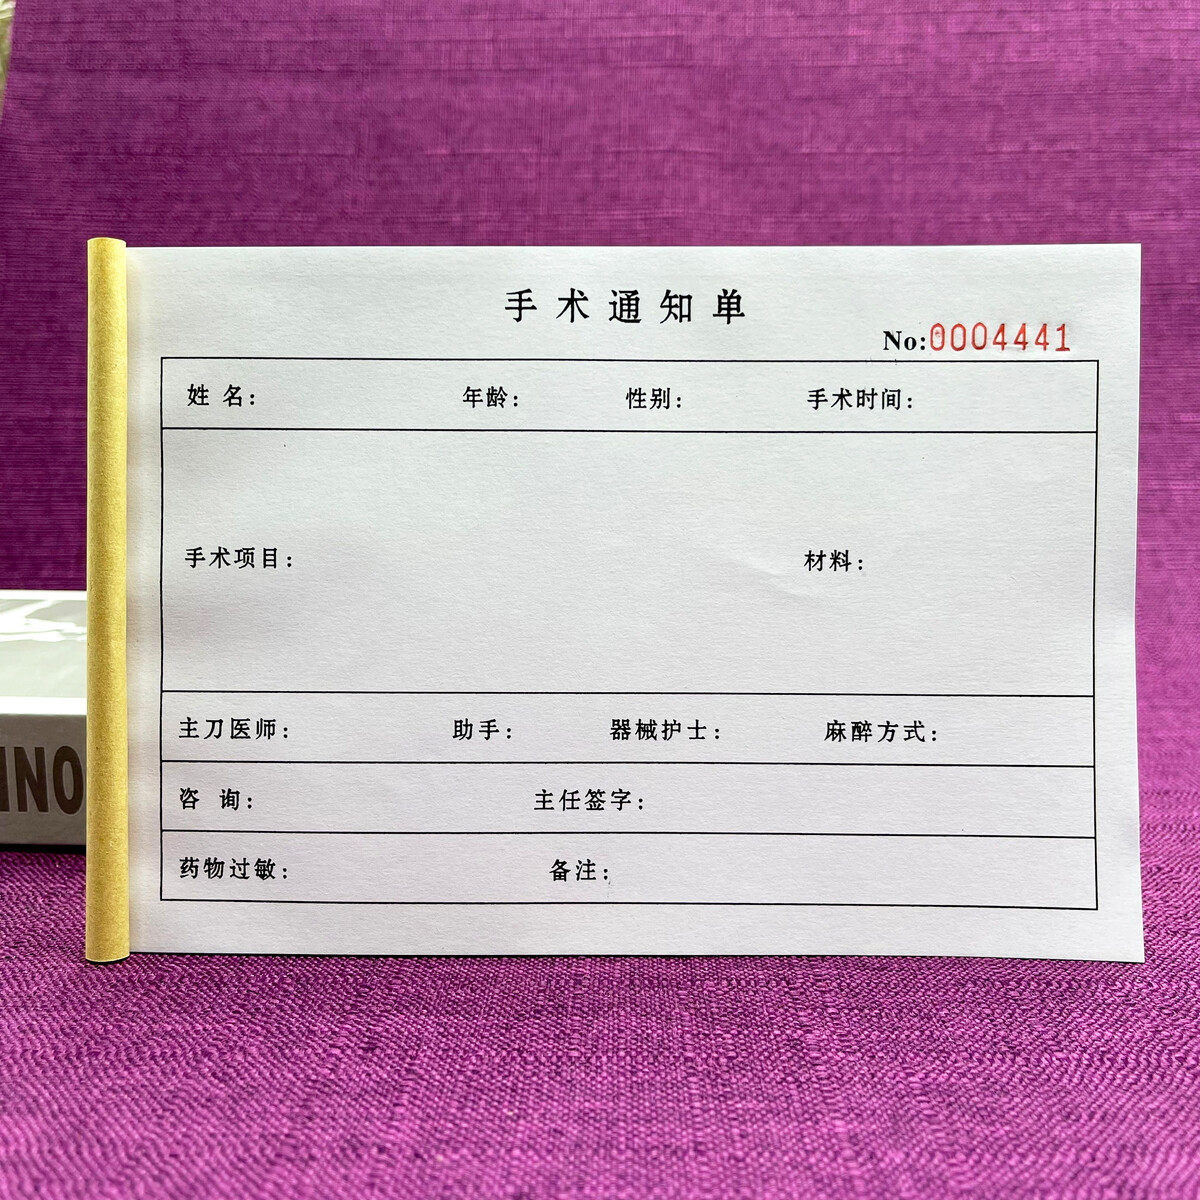 手术通知单
No:0004441
姓 名: 年龄: 性别: 手术时间:
手术项目: 材料:
主刀医师: 助手: 器械护士: 麻醉方式:
咨 询: 主任签字:
药物过敏: 备注:
INO